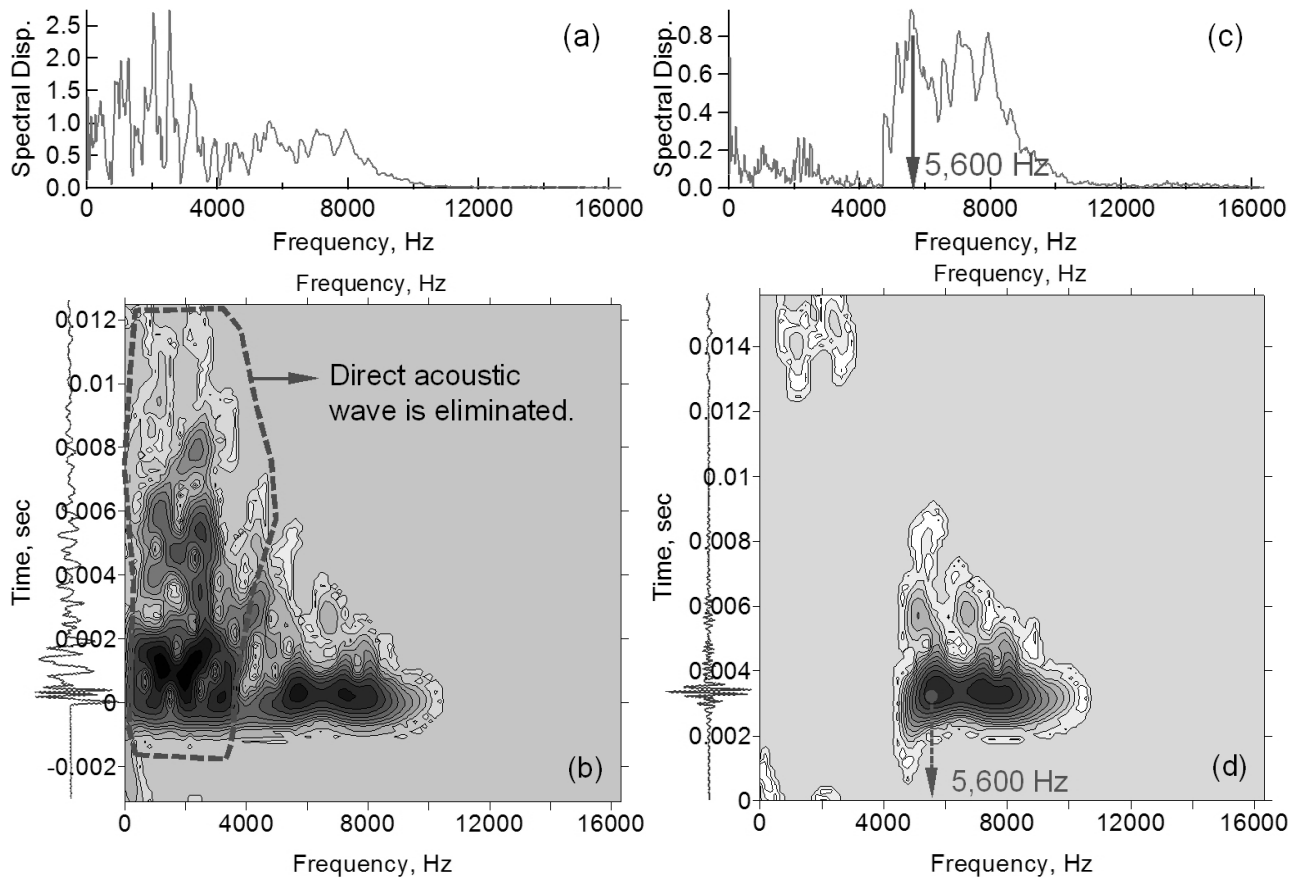 (a)
Spectral Disp.
2.5
2.0
1.5
1.0
0.5
0.0
0 4000 8000 12000 16000
Frequency, Hz
(c)
Spectral Disp.
0.8
0.6
0.4
0.2
0.0
5,600 Hz
0 4000 8000 12000 16000
Frequency, Hz
Frequency, Hz
Time, sec
0.012
0.01
0.008
0.006
0.004
0.002
0
-0.002
Direct acoustic
wave is eliminated.
(b)
0 4000 8000 12000 16000
Frequency, Hz
Frequency, Hz
Time, sec
0.014
0.012
0.01
0.008
0.006
0.004
0.002
0
5,600 Hz
(d)
0 4000 8000 12000 16000
Frequency, Hz